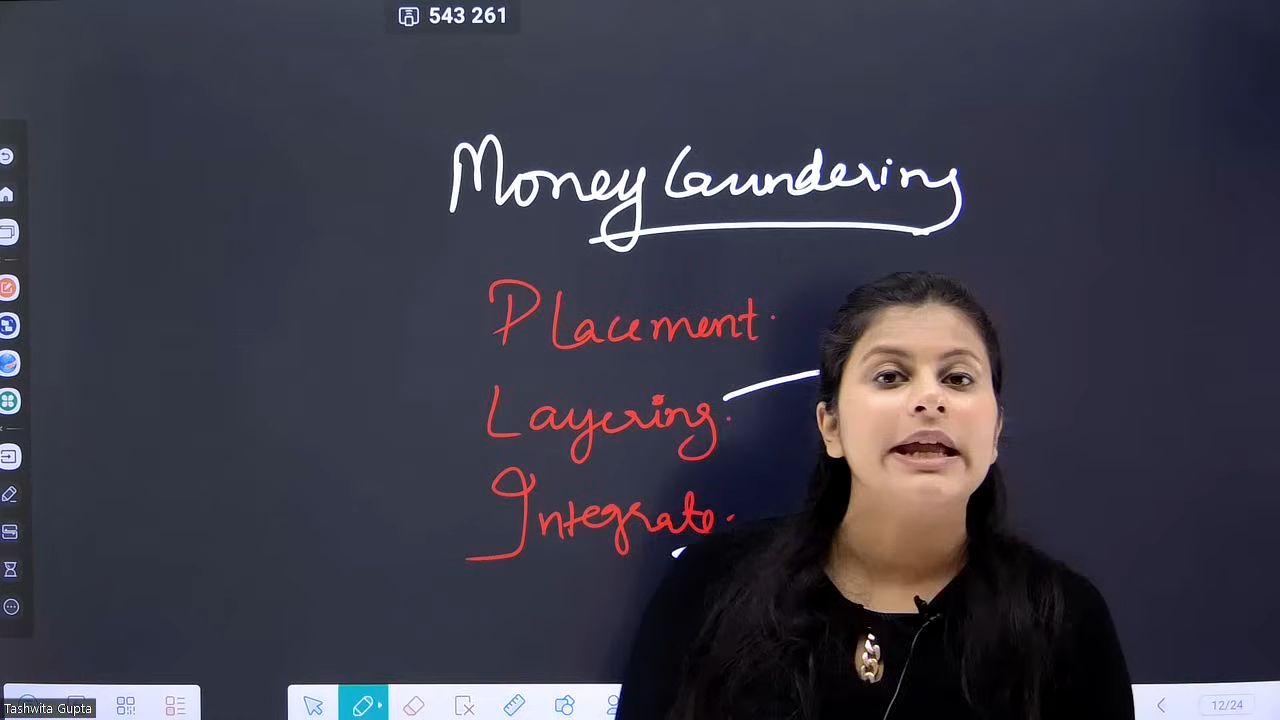 543 261
Money Laundering
Placement.
Layering.
Integrate.
Tashwita Gupta
12/24